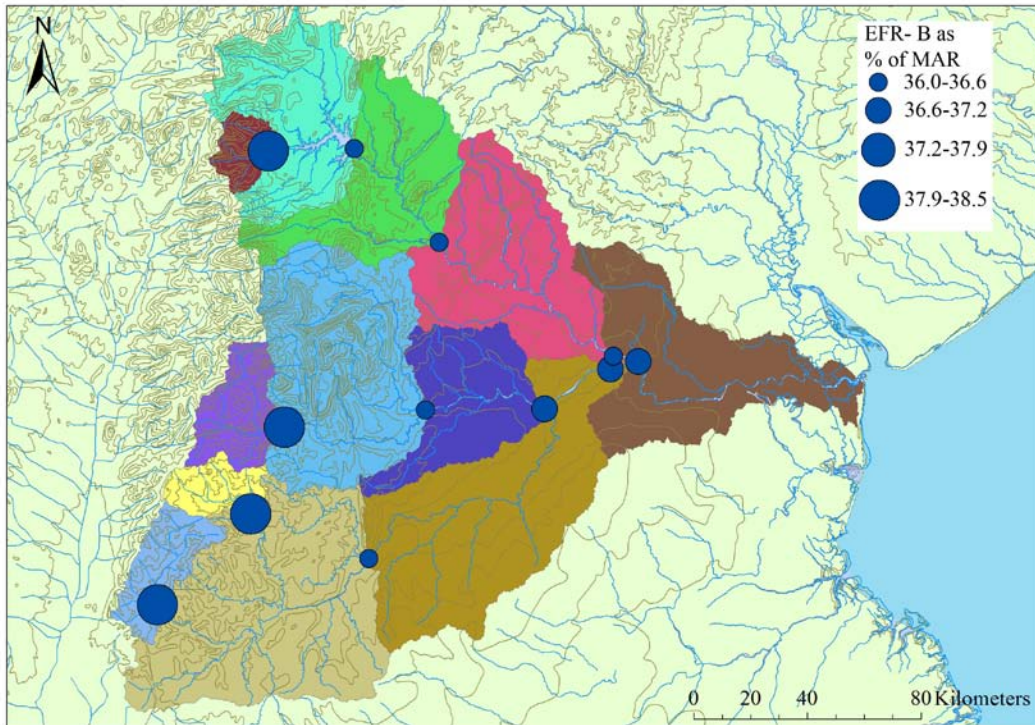 N
EFR- B as
% of MAR
36.0-36.6
36.6-37.2
37.2-37.9
37.9-38.5
0 40 80 Kilometers